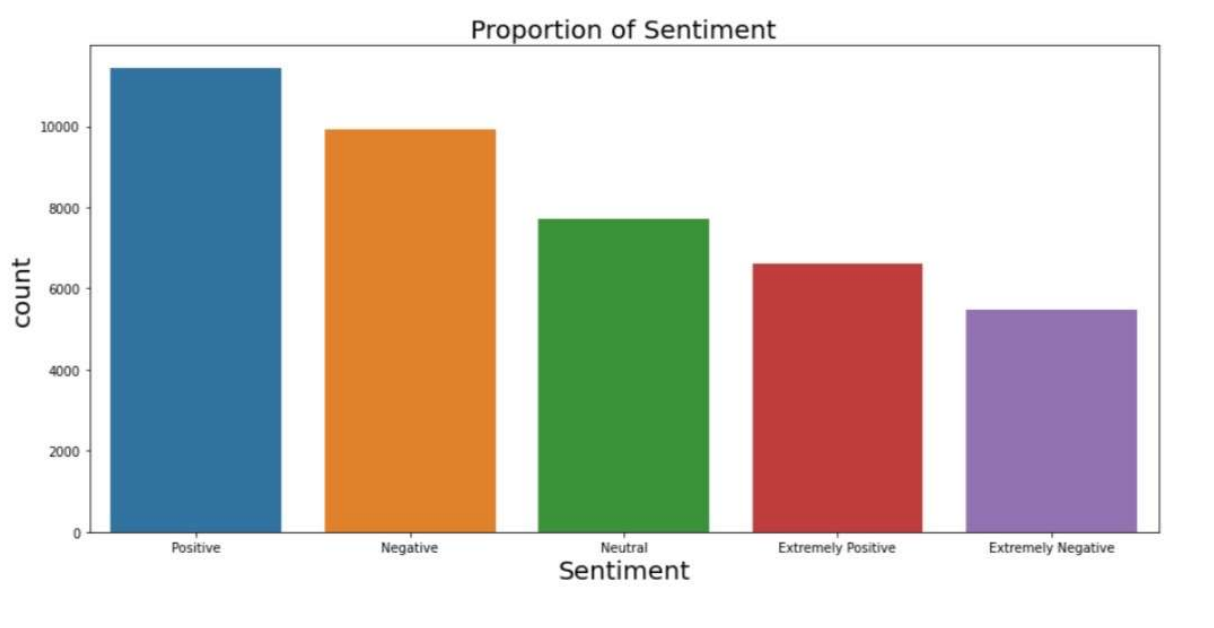 Proportion of Sentiment
10000
8000
6000
4000
2000
0
count
Positive Negative Neutral Extremely Positive Extremely Negative
Sentiment